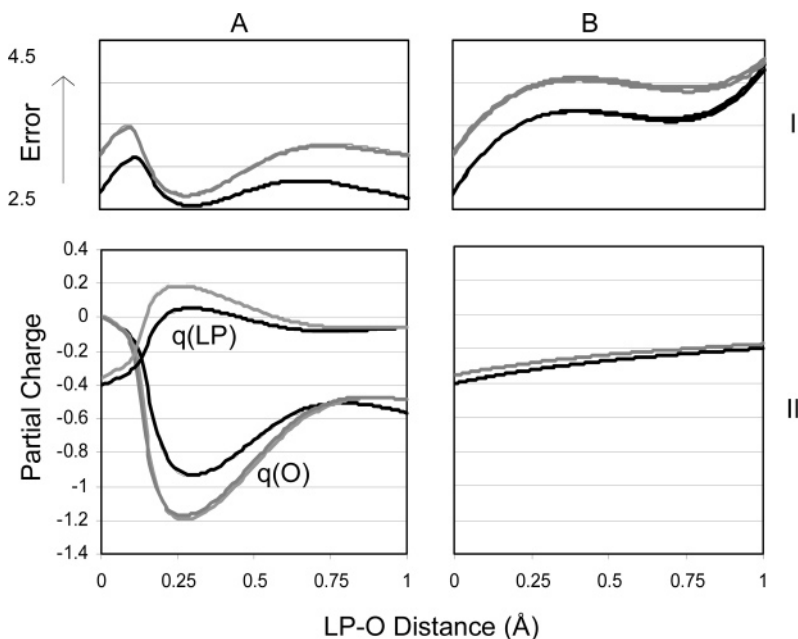 A
B
4.5
Error
2.5
I
0.4
0.2
0
-0.2
-0.4
-0.6
-0.8
-1
-1.2
-1.4
Partial Charge
q(LP)
q(O)
II
0 0.25 0.5 0.75 1
0 0.25 0.5 0.75 1
LP-O Distance (Å)